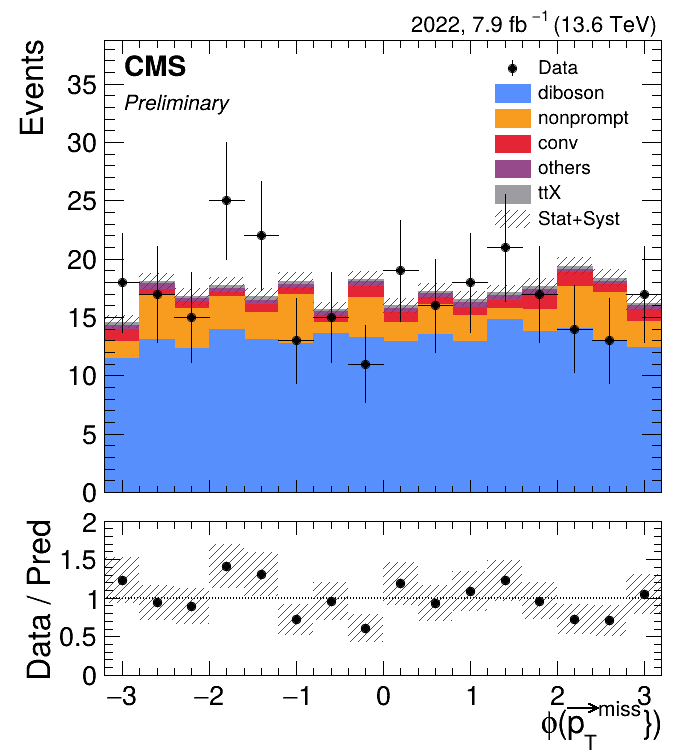 2022, 7.9 fb⁻¹ (13.6 TeV)
CMS
Preliminary
Data
diboson
nonprompt
conv
others
ttX
Stat+Syst
Events
35
30
25
20
15
10
5
0
Data / Pred
2
1.5
1
0.5
0
−3 −2 −1 0 1 2 3
ϕ(p⃗_T^miss})